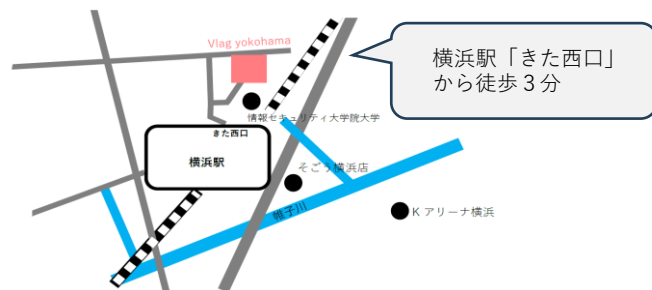 Vlag yokohama
横浜駅「きた西口」
から徒歩３分
情報セキュリティ大学院大学
きた西口
横浜駅
そごう横浜店
帷子川
Kアリーナ横浜